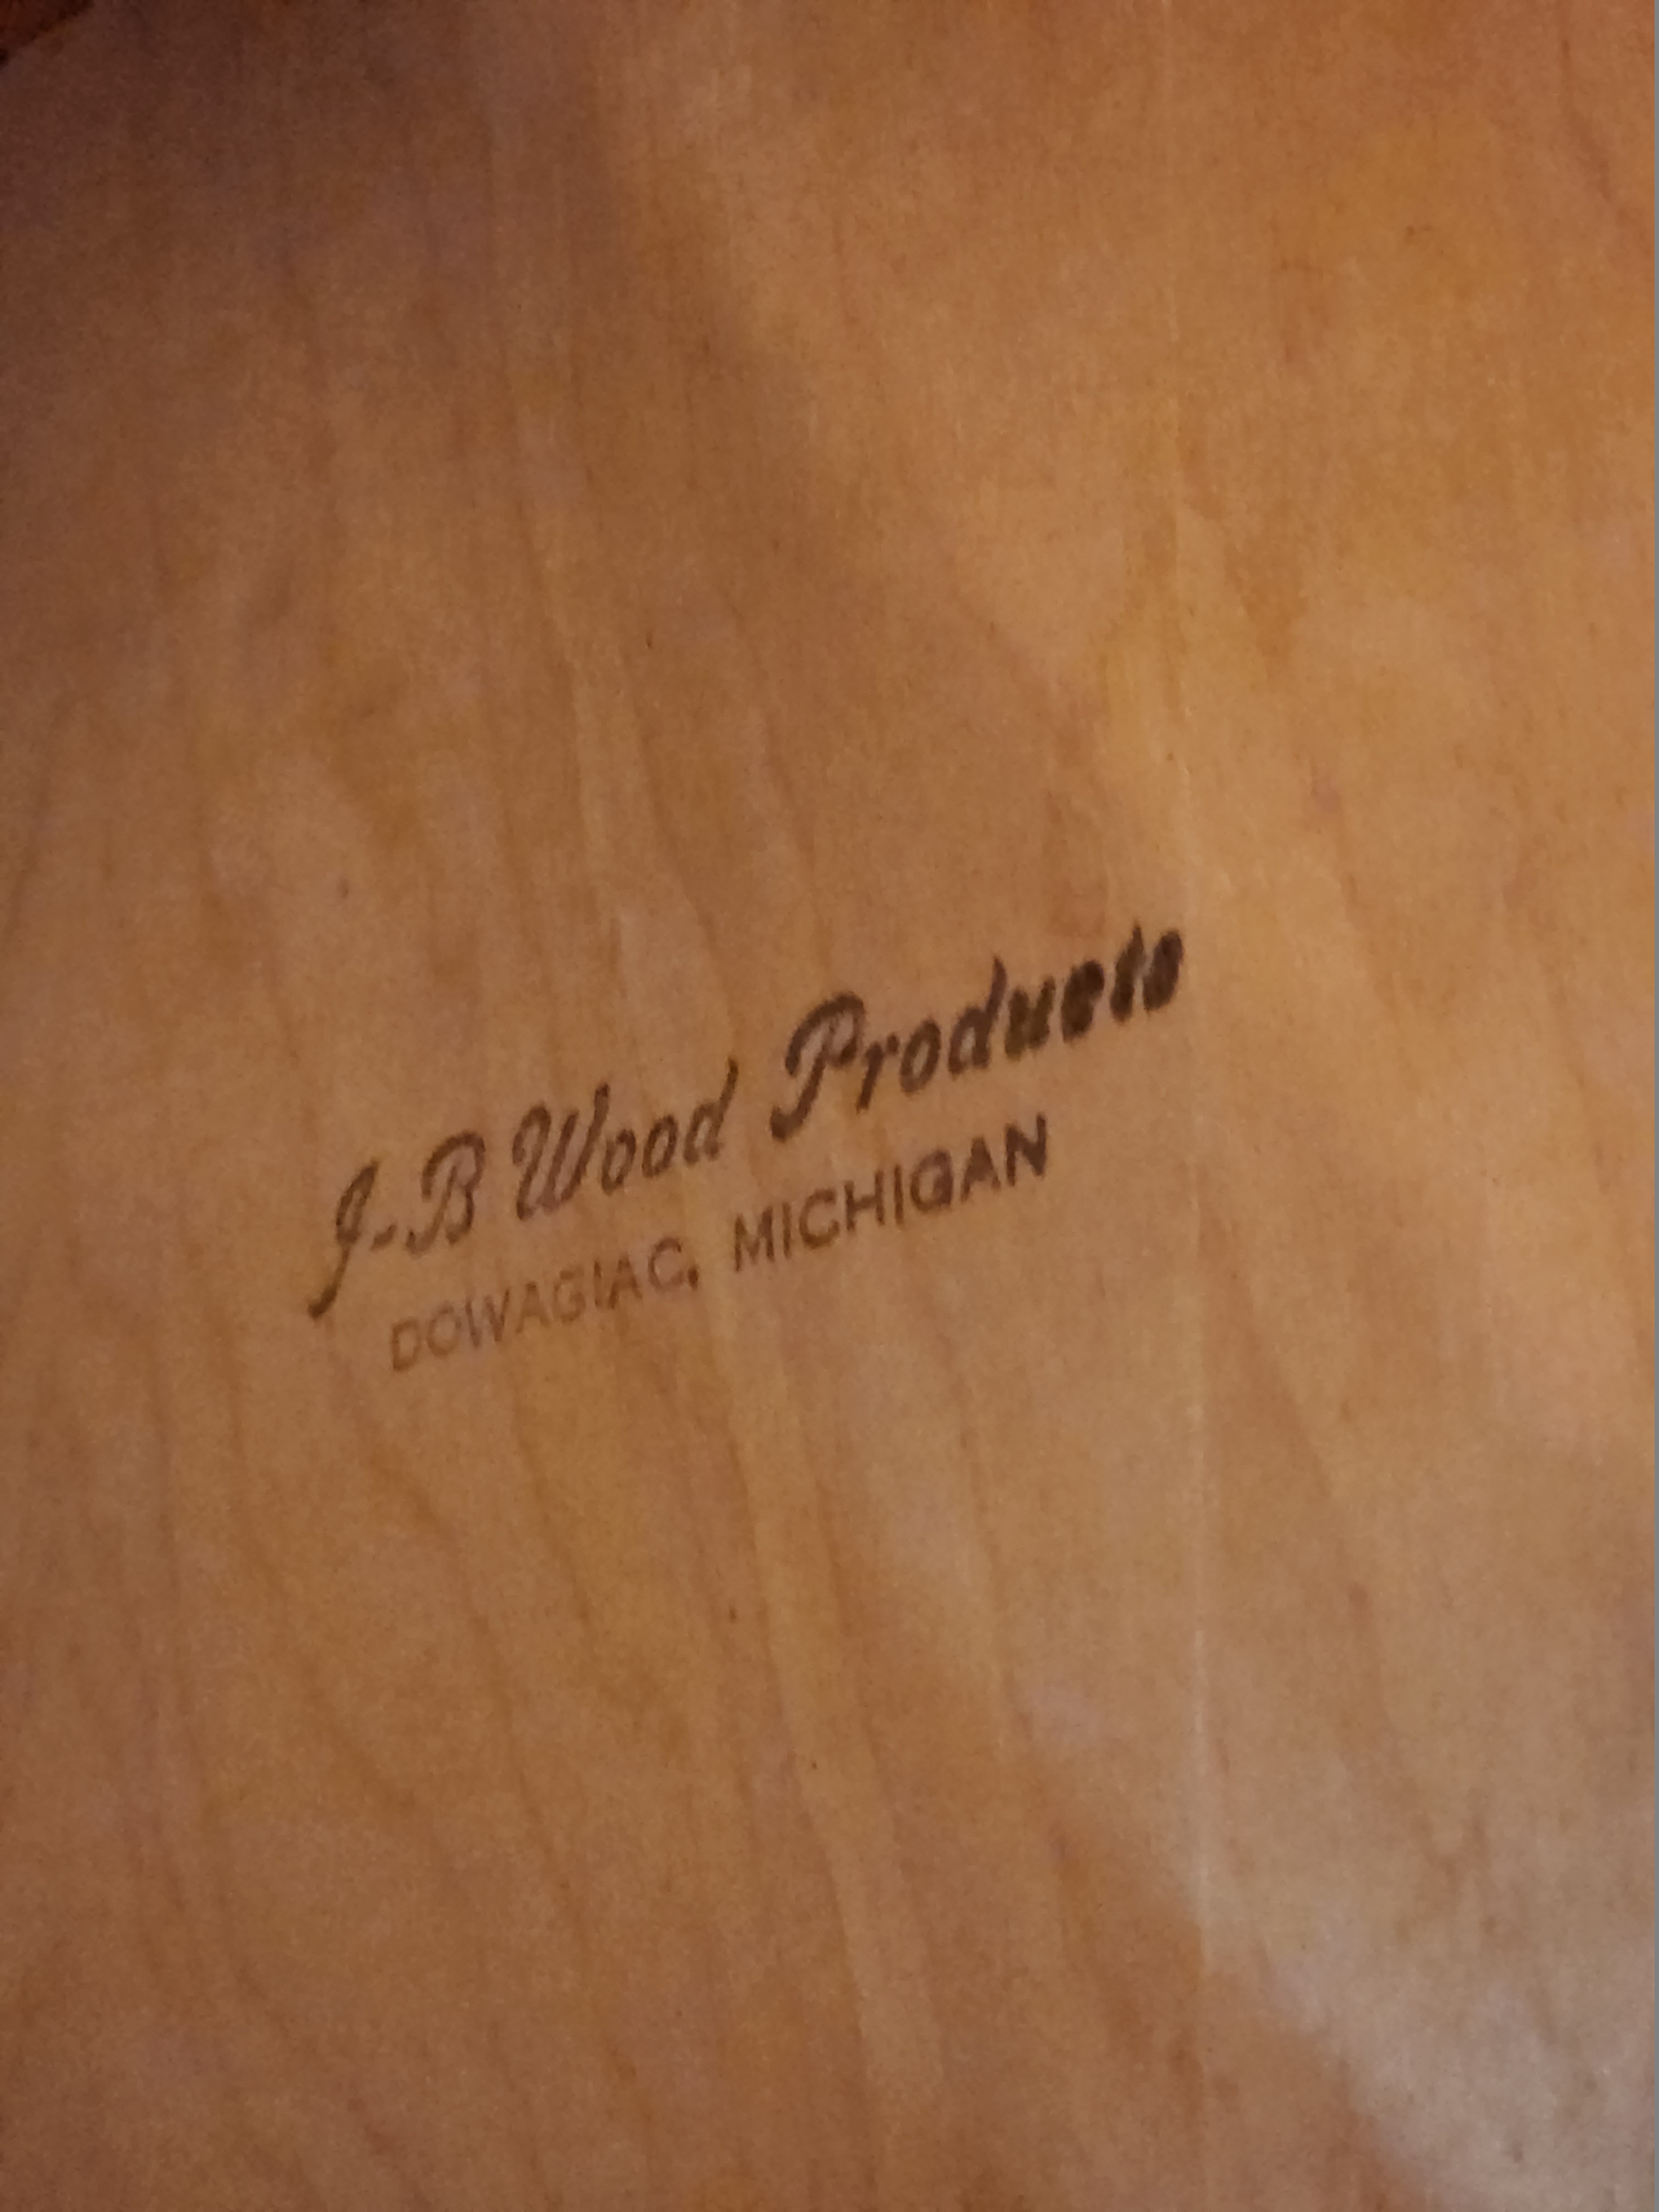 J-B Wood Products
DOWAGIAC, MICHIGAN